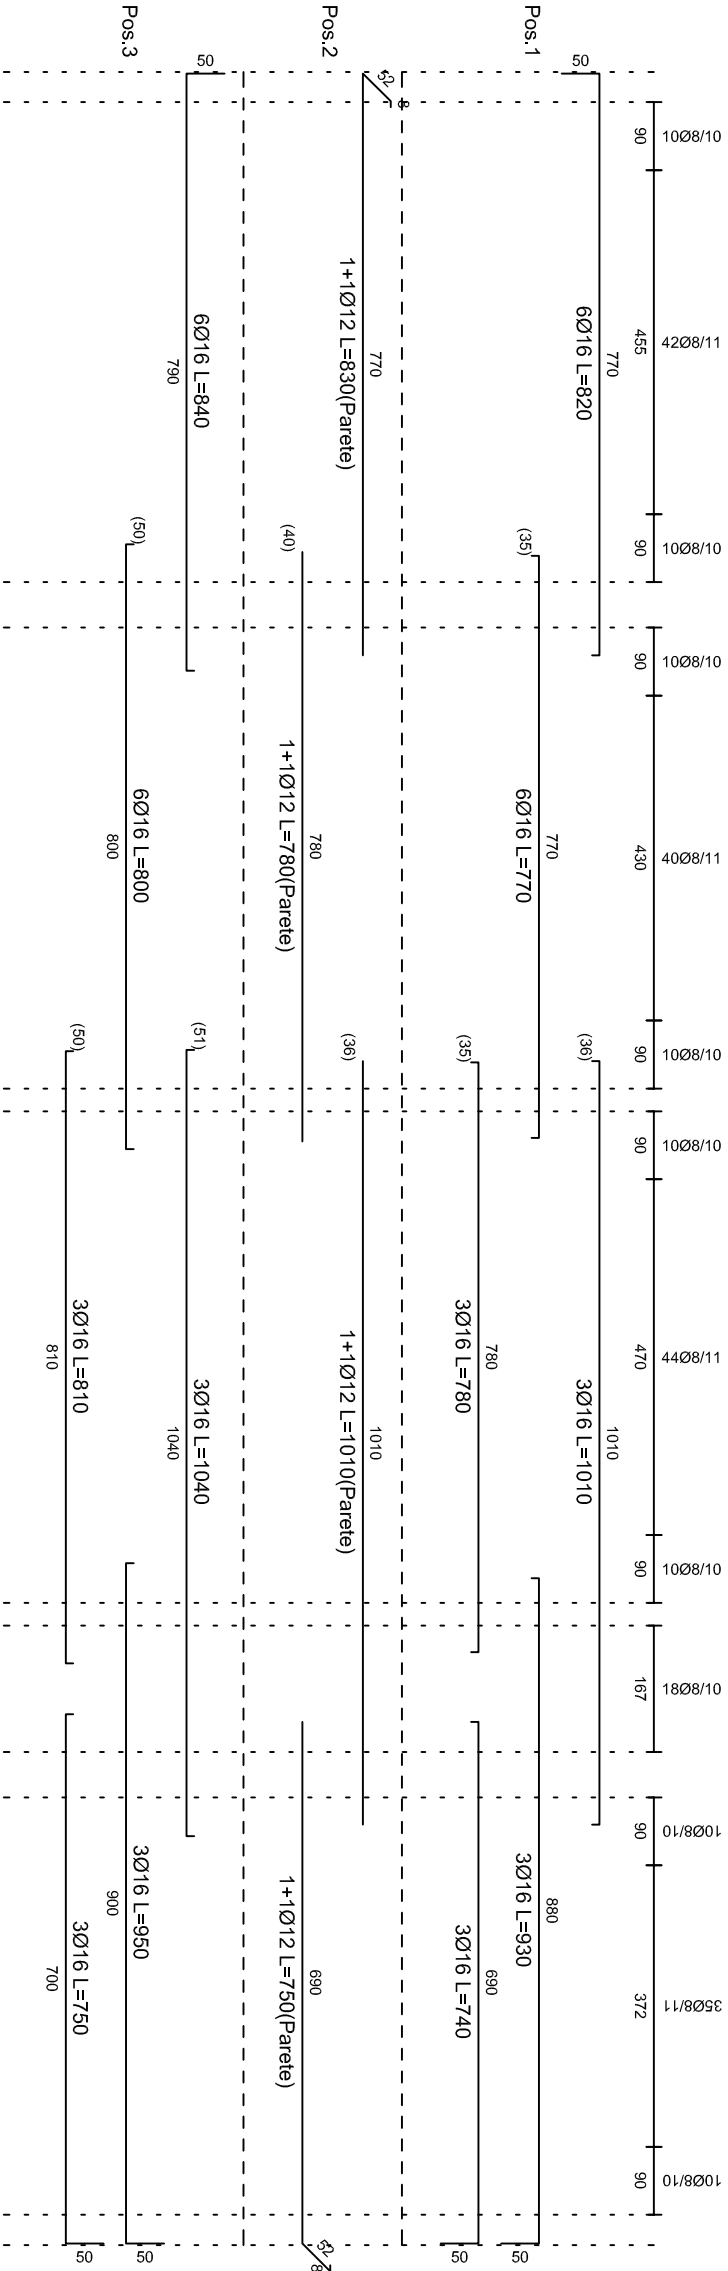 10Ø8/10
42Ø8/11
10Ø8/10
10Ø8/10
40Ø8/11
10Ø8/10
10Ø8/10
44Ø8/11
10Ø8/10
18Ø8/10
10Ø8/10
35Ø8/11
10Ø8/10
90
455
90
90
430
90
90
470
90
167
90
372
90
Pos.1
50
770
6Ø16 L=820
(36)
1010
3Ø16 L=1010
(35)
770
6Ø16 L=770
880
3Ø16 L=930
50
(35)
780
3Ø16 L=780
690
3Ø16 L=740
50
Pos.2
52
8
770
1+1Ø12 L=830(Parete)
(36)
1010
1+1Ø12 L=1010(Parete)
(40)
780
1+1Ø12 L=780(Parete)
690
1+1Ø12 L=750(Parete)
52
8
Pos.3
50
6Ø16 L=840
790
(51)
3Ø16 L=1040
1040
(50)
6Ø16 L=800
800
3Ø16 L=950
900
50
(50)
3Ø16 L=810
810
3Ø16 L=750
700
50